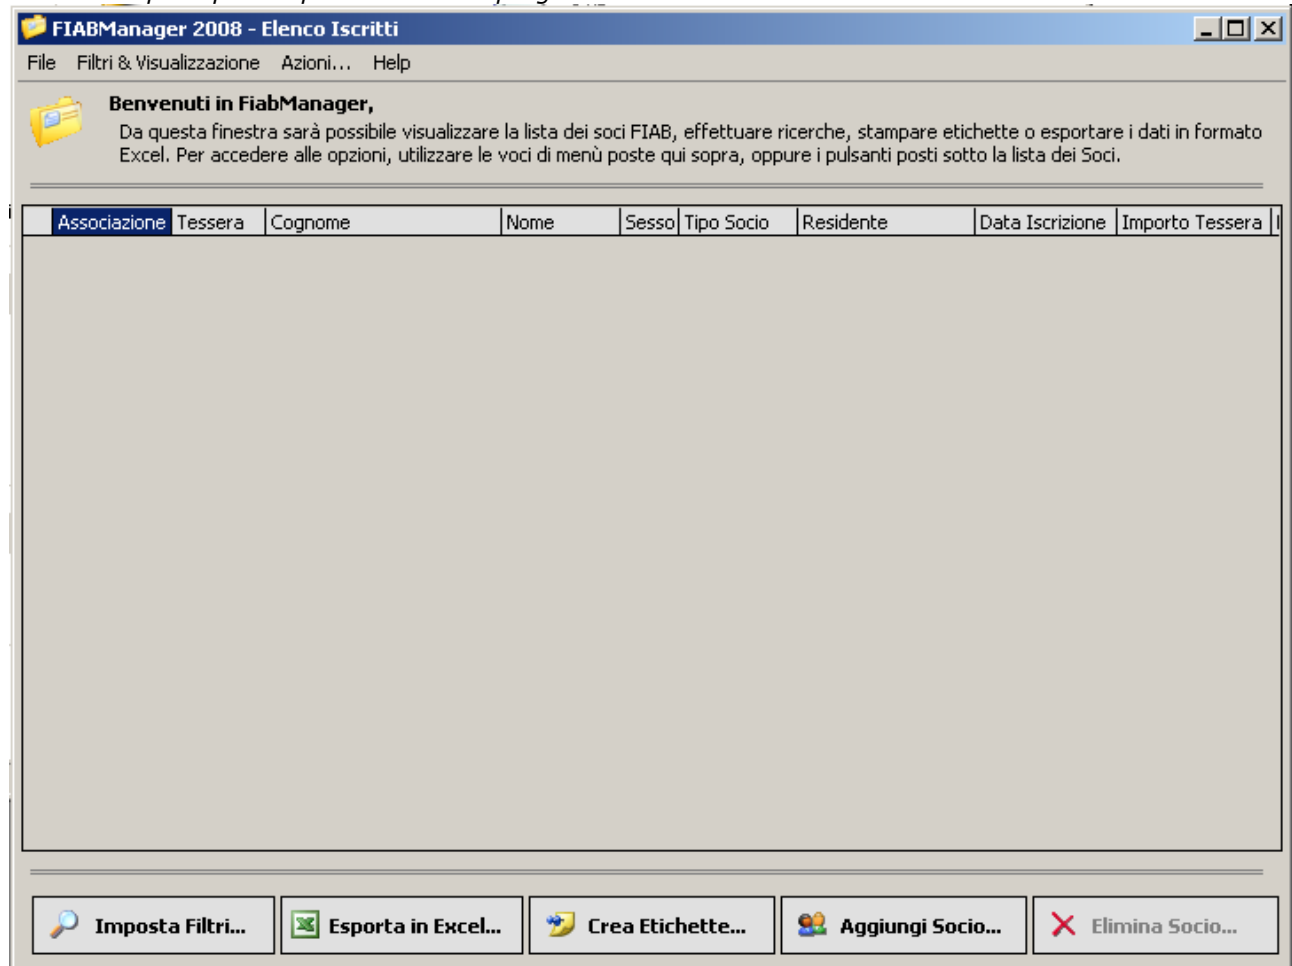 FIABManager 2008 - Elenco Iscritti
File Filtri & Visualizzazione Azioni... Help
Benvenuti in FiabManager,
Da questa finestra sarà possibile visualizzare la lista dei soci FIAB, effettuare ricerche, stampare etichette o esportare i dati in formato
Excel. Per accedere alle opzioni, utilizzare le voci di menù poste qui sopra, oppure i pulsanti posti sotto la lista dei Soci.
Associazione Tessera Cognome Nome Sesso Tipo Socio Residente Data Iscrizione Importo Tessera
Imposta Filtri... Esporta in Excel... Crea Etichette... Aggiungi Socio... Elimina Socio...